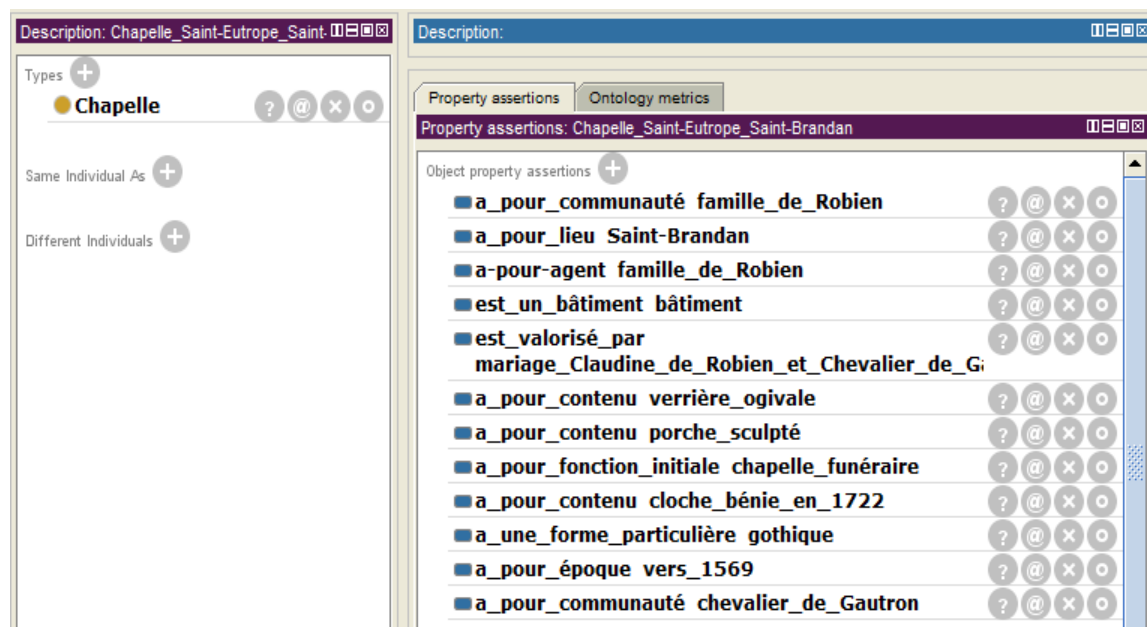 Description: Chapelle_Saint-Eutrope_Saint-
Types
Chapelle
Same Individual As
Different Individuals
Description:
Property assertions
Ontology metrics
Property assertions: Chapelle_Saint-Eutrope_Saint-Brandan
Object property assertions
a_pour_communauté famille_de_Robien
a_pour_lieu Saint-Brandan
a-pour-agent famille_de_Robien
est_un_bâtiment bâtiment
est_valorisé_par
mariage_Claudine_de_Robien_et_Chevalier_de_Ga
a_pour_contenu verrière_ogivale
a_pour_contenu porche_sculpté
a_pour_fonction_initiale chapelle_funéraire
a_pour_contenu cloche_bénie_en_1722
a_une_forme_particulière gothique
a_pour_époque vers_1569
a_pour_communauté chevalier_de_Gautron